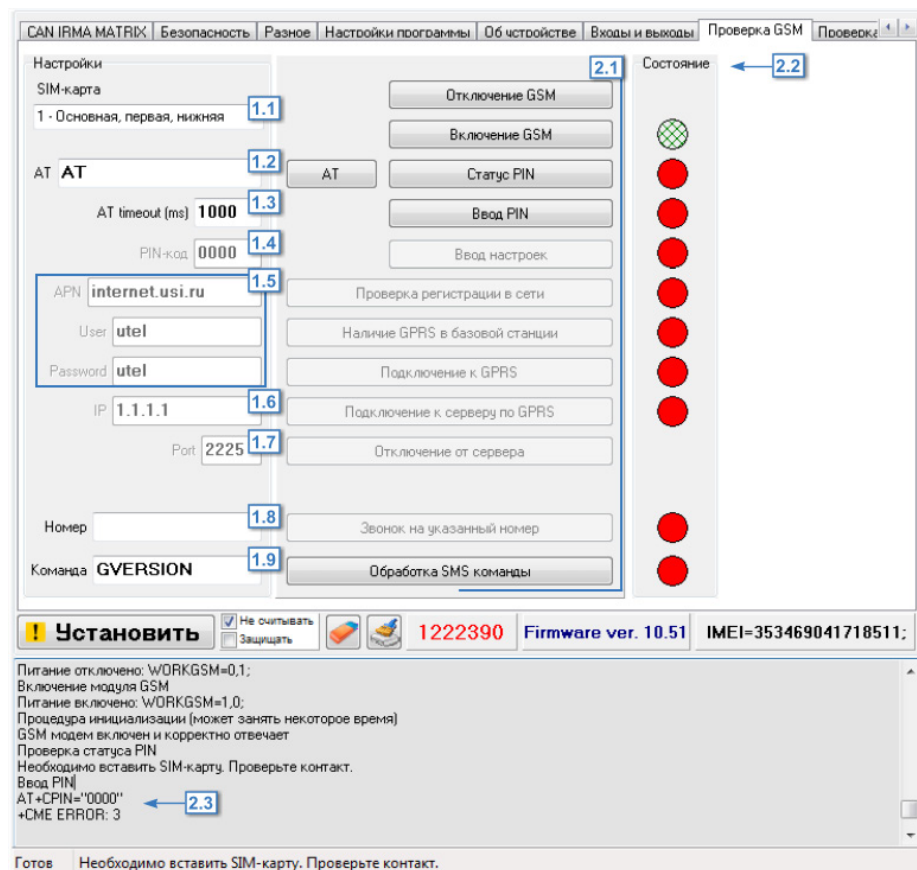 CAN IRMA MATRIX Безопасность Разное Настройки программы Об устройстве Входы и выходы Проверка GSM Проверка
Настройки 2.1 Состояние 2.2
SIM-карта
Отключение GSM
1 - Основная, первая, нижняя 1.1
Включение GSM
AT AT 1.2 AT Статус PIN
AT timeout (ms) 1000 1.3 Ввод PIN
PIN-код 0000 1.4 Ввод настроек
APN internet.usi.ru 1.5 Проверка регистрации в сети
User utel Наличие GPRS в базовой станции
Password utel Подключение к GPRS
IP 1.1.1.1 1.6 Подключение к серверу по GPRS
Port 2225 1.7 Отключение от сервера
Номер 1.8 Звонок на указанный номер
Команда GVERSION 1.9 Обработка SMS команды
! Установить Не считывать Защищать 1222390 Firmware ver. 10.51 IMEI=353469041718511;
Питание отключено: WORKGSM=0,1;
Включение модуля GSM
Питание включено: WORKGSM=1,0;
Процедура инициализации (может занять некоторое время)
GSM модем включен и корректно отвечает
Проверка статуса PIN
Необходимо вставить SIM-карту. Проверьте контакт.
Ввод PIN
AT+CPIN="0000" 2.3
+CME ERROR: 3
Готов Необходимо вставить SIM-карту. Проверьте контакт.